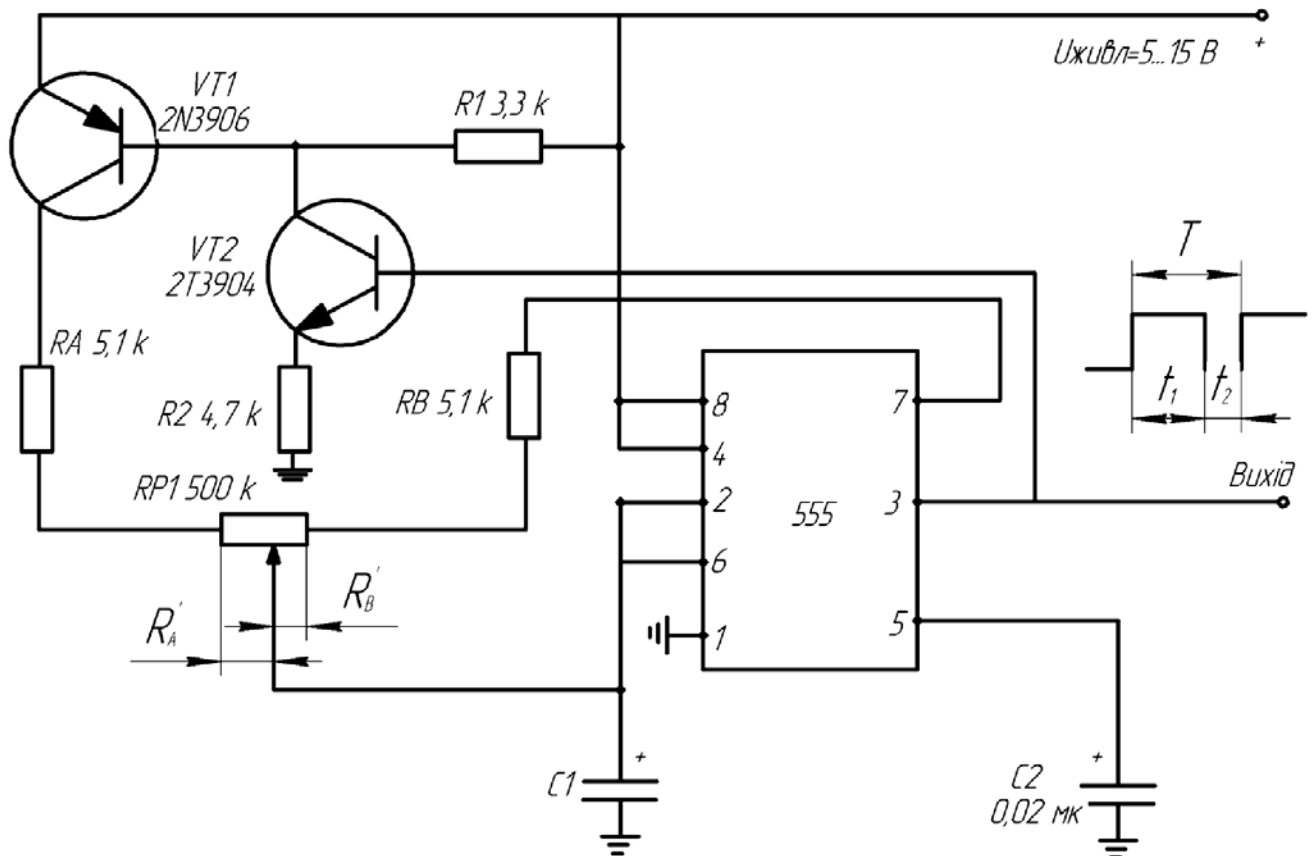 Uживл=5...15 В
+
VT1
2N3906
R1 3,3 k
VT2
2T3904
T
RA 5,1 k
R2 4,7 k
RB 5,1 k
8
7
t₁
t₂
4
RP1 500 k
2
555
3
Вихід
6
R'A
R'B
1
5
+
C1
+
C2
0,02 мк